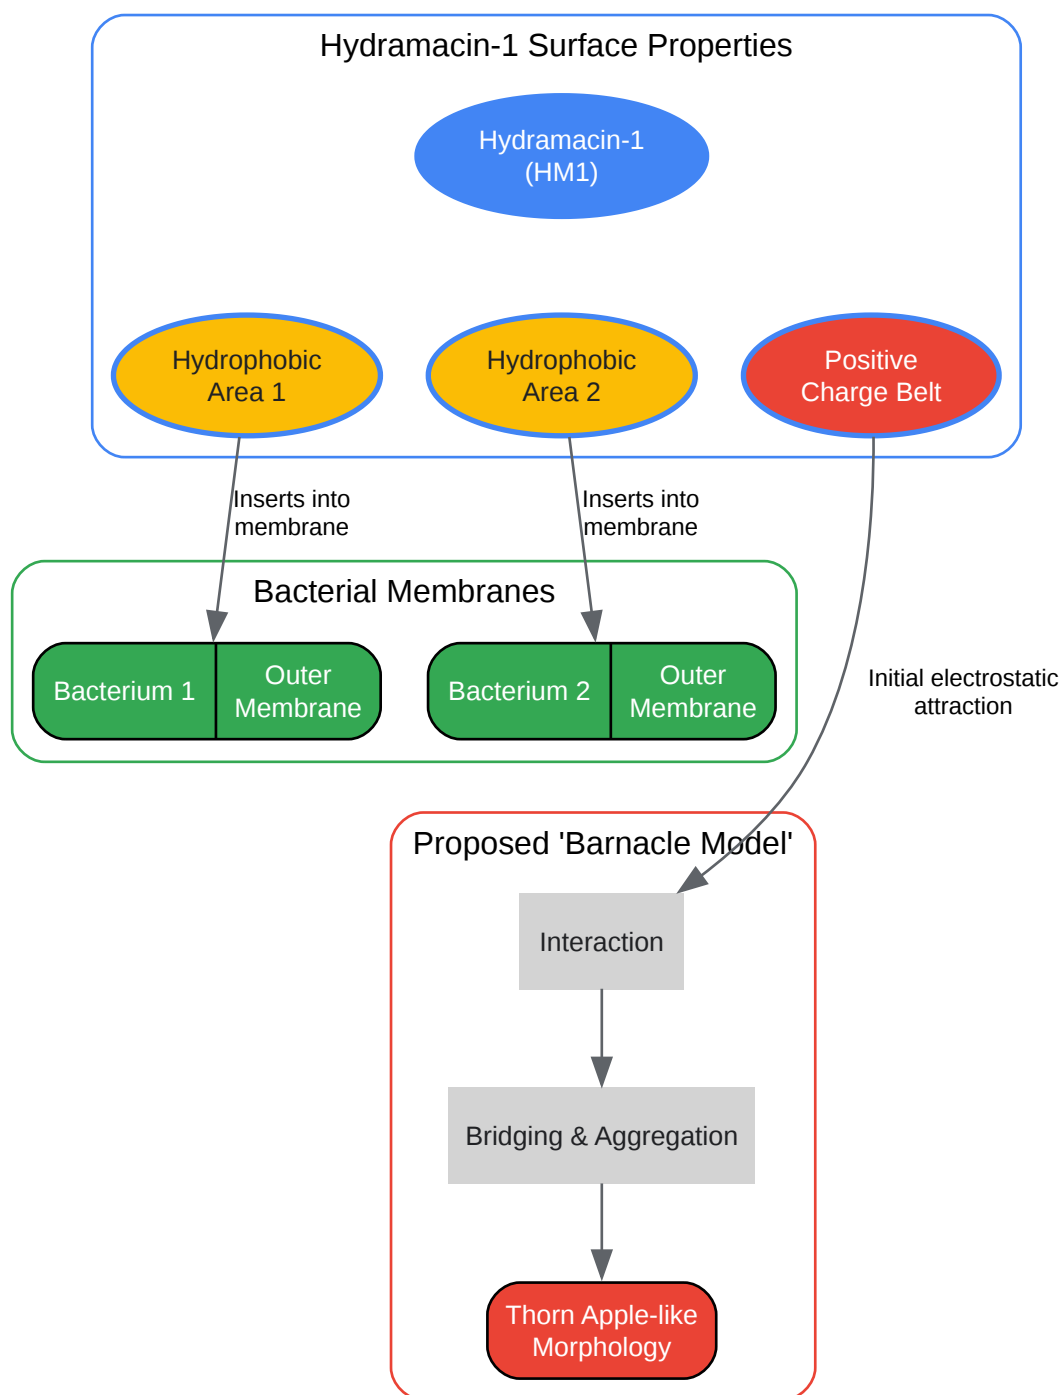 Hydramacin-1 Surface Properties
Hydramacin-1
(HM1)
Hydrophobic
Area 1
Hydrophobic
Area 2
Positive
Charge Belt
Inserts into
membrane
Inserts into
membrane
Bacterial Membranes
Bacterium 1
Outer
Membrane
Bacterium 2
Outer
Membrane
Initial electrostatic
attraction
Proposed 'Barnacle Model'
Interaction
Bridging & Aggregation
Thorn Apple-like
Morphology